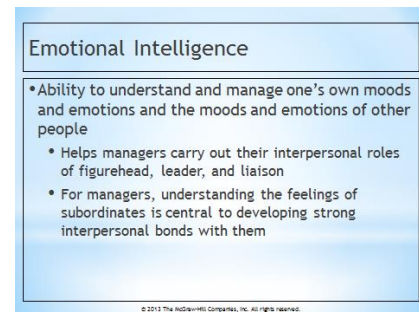 Emotional Intelligence
•Ability to understand and manage one's own moods
and emotions and the moods and emotions of other
people
• Helps managers carry out their interpersonal roles
of figurehead, leader, and liaison
• For managers, understanding the feelings of
subordinates is central to developing strong
interpersonal bonds with them
© 2013 The McGraw-Hill Companies, Inc. All rights reserved.